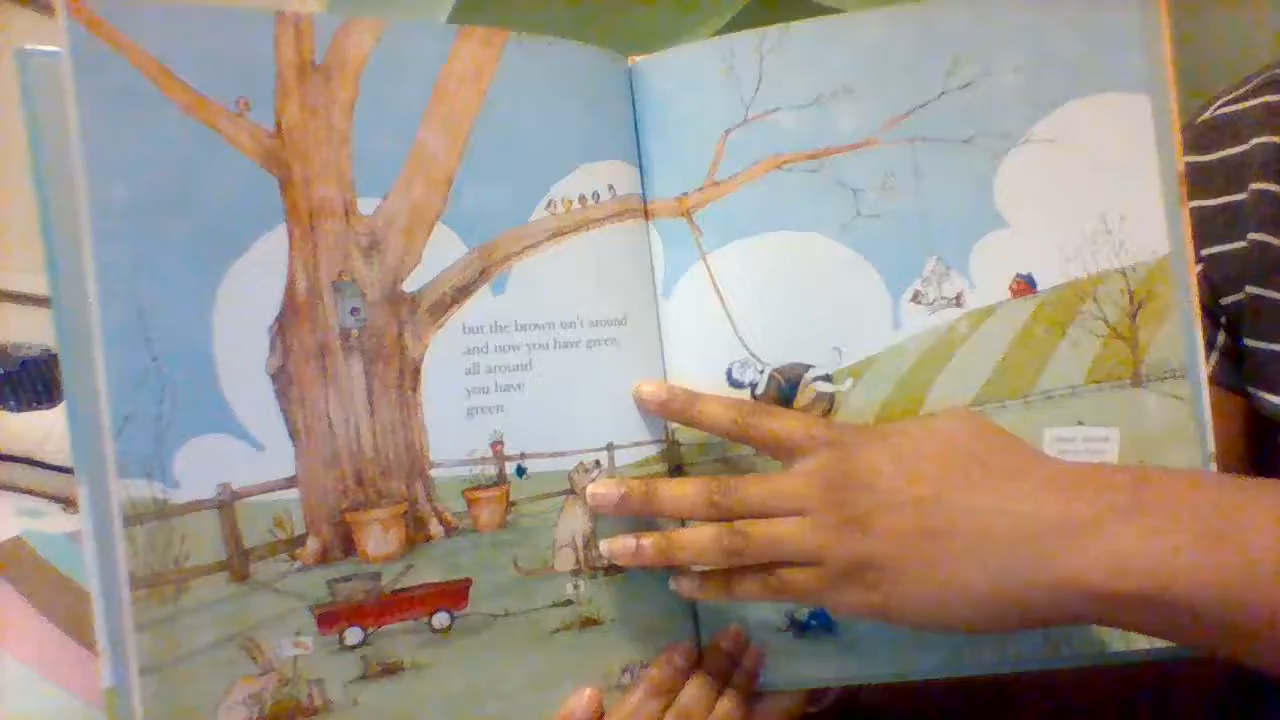 but the brown isn't around
and now you have green,
all around
you have
green